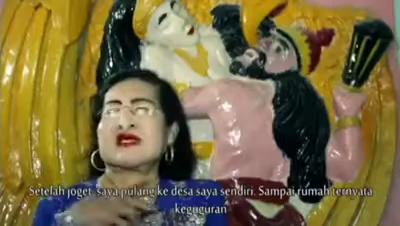 Setelah joget saya pulang ke desa saya sendiri. Sampai rumah ternyata
keguguran